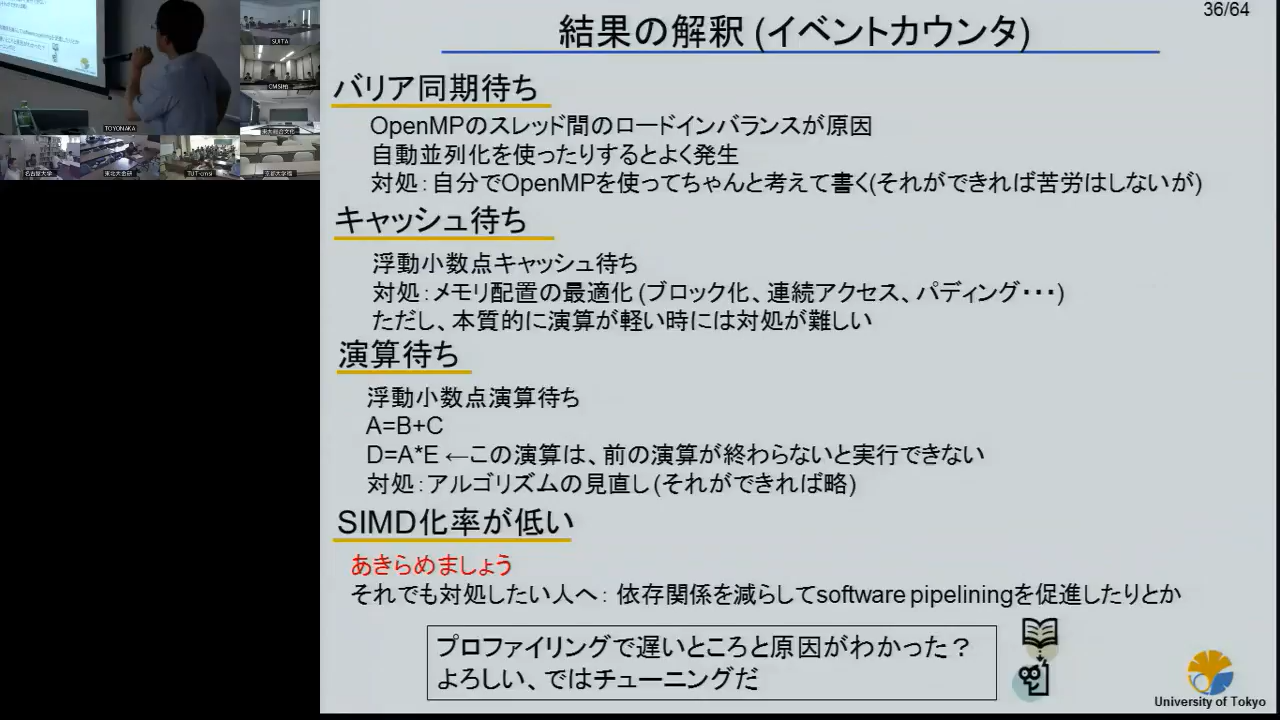 36/64
結果の解釈 (イベントカウンタ)
バリア同期待ち
OpenMPのスレッド間のロードインバランスが原因
自動並列化を使ったりするとよく発生
対処：自分でOpenMPを使ってちゃんと考えて書く(それができれば苦労はしないが)
キャッシュ待ち
浮動小数点キャッシュ待ち
対処：メモリ配置の最適化 (ブロック化、連続アクセス、パディング・・・)
ただし、本質的に演算が軽い時には対処が難しい
演算待ち
浮動小数点演算待ち
A=B+C
D=A*E ←この演算は、前の演算が終わらないと実行できない
対処：アルゴリズムの見直し(それができれば略)
SIMD化率が低い
あきらめましょう
それでも対処したい人へ：依存関係を減らしてsoftware pipeliningを促進したりとか
プロファイリングで遅いところと原因がわかった？
よろしい、ではチューニングだ
University of Tokyo
SUITA
TOYONAKA
名古屋大学
TUT-cmsi